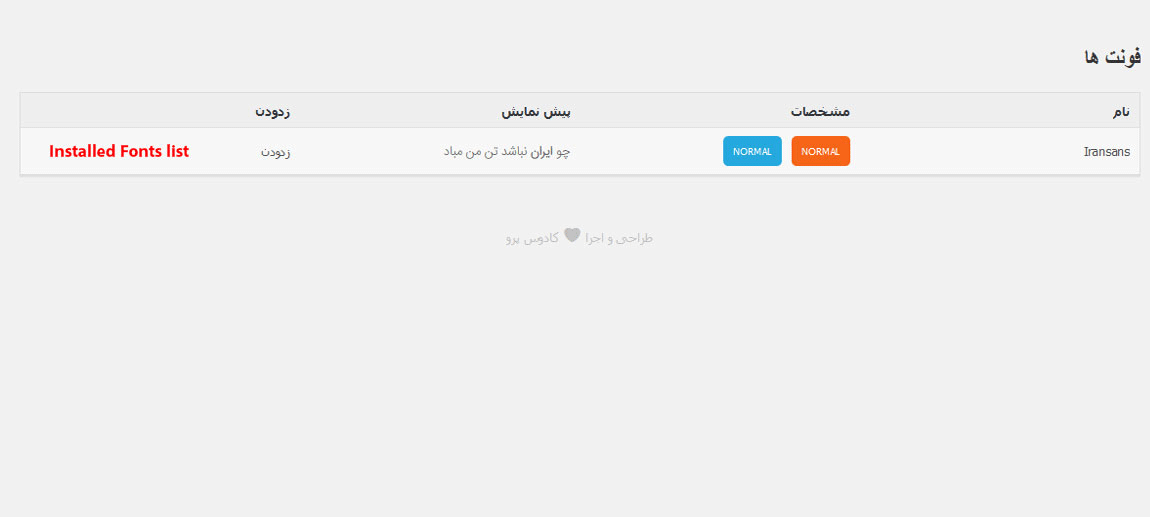 فونت ها
نام مشخصات پیش نمایش زدودن
Iransans NORMAL NORMAL چو ایران نباشد تن من مباد زدودن Installed Fonts list
طراحی و اجرا کادوس پرو